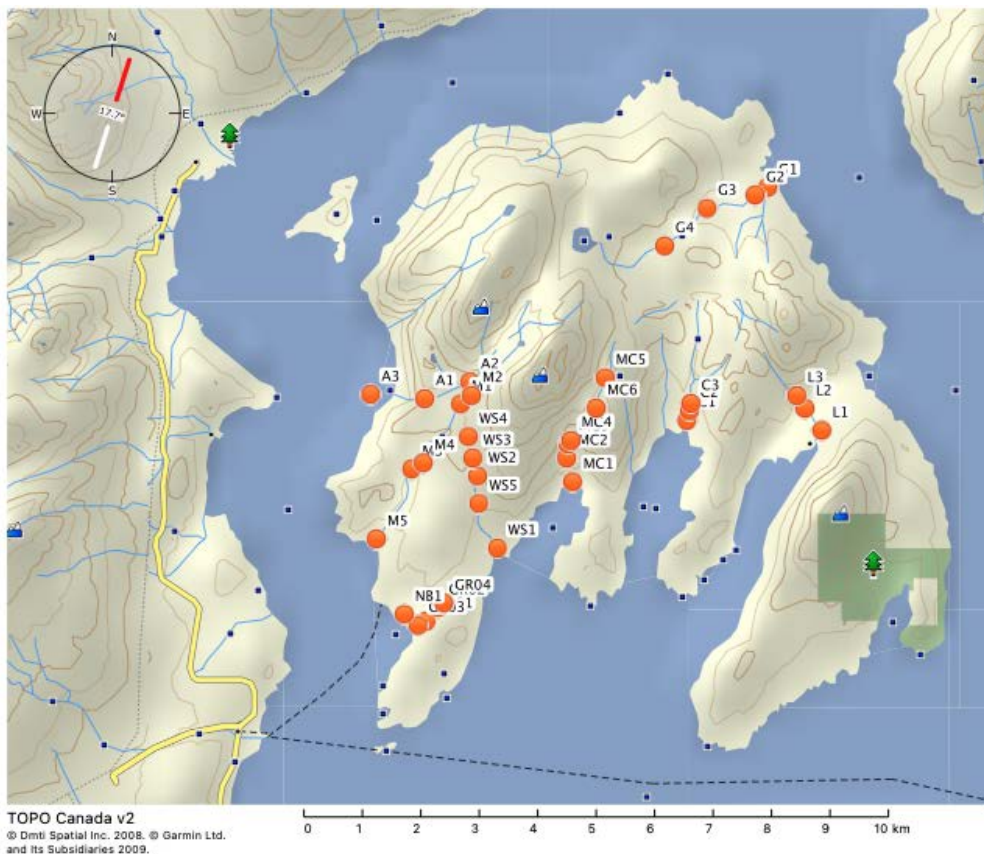 N
W
17.7°
E
S
G1
G2
G3
G4
A2
A3
A1
M2
M1
MC5
C3
L3
MC6
L2
WS4
MC4
L1
WS3
M4
MC2
WS2
MC1
WS5
M5
WS1
GR04
NB1
TOPO Canada v2
© Dmti Spatial Inc. 2008. © Garmin Ltd.
and Its Subsidiaries 2009.
0 1 2 3 4 5 6 7 8 9 10 km